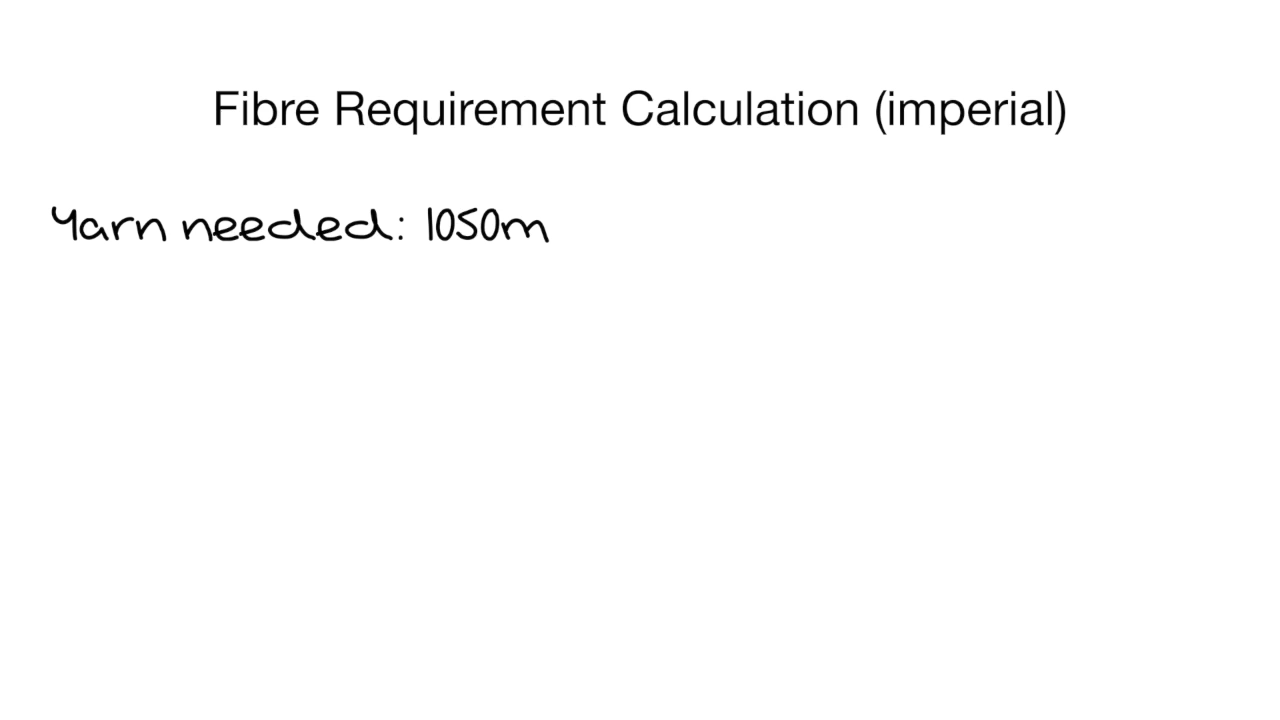 Fibre Requirement Calculation (imperial)
Yarn needed: 1050m